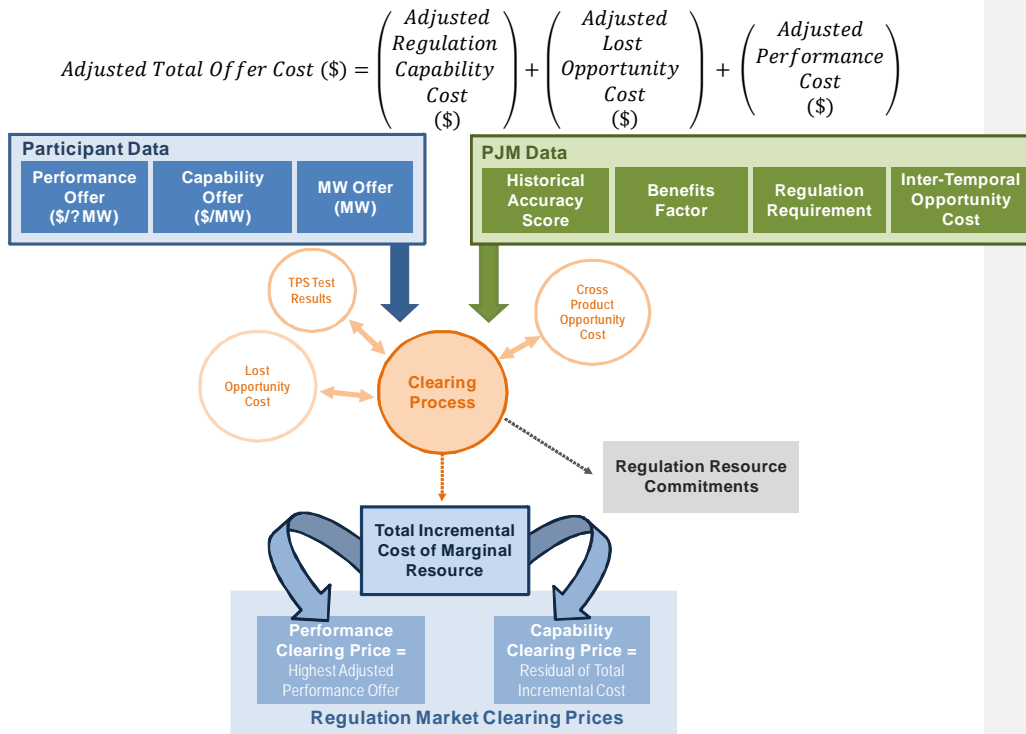 Adjusted Total Offer Cost ($) = (Adjusted Regulation Capability Cost ($)) + (Adjusted Lost Opportunity Cost ($)) + (Adjusted Performance Cost ($))
Participant Data
Performance
Offer
($/?MW)
Capability
Offer
($/MW)
MW Offer
(MW)
PJM Data
Historical
Accuracy
Score
Benefits
Factor
Regulation
Requirement
Inter-Temporal
Opportunity
Cost
TPS Test
Results
Cross
Product
Opportunity
Cost
Lost
Opportunity
Cost
Clearing
Process
Regulation Resource
Commitments
Total Incremental
Cost of Marginal
Resource
Performance
Clearing Price =
Highest Adjusted
Performance Offer
Capability
Clearing Price =
Residual of Total
Incremental Cost
Regulation Market Clearing Prices